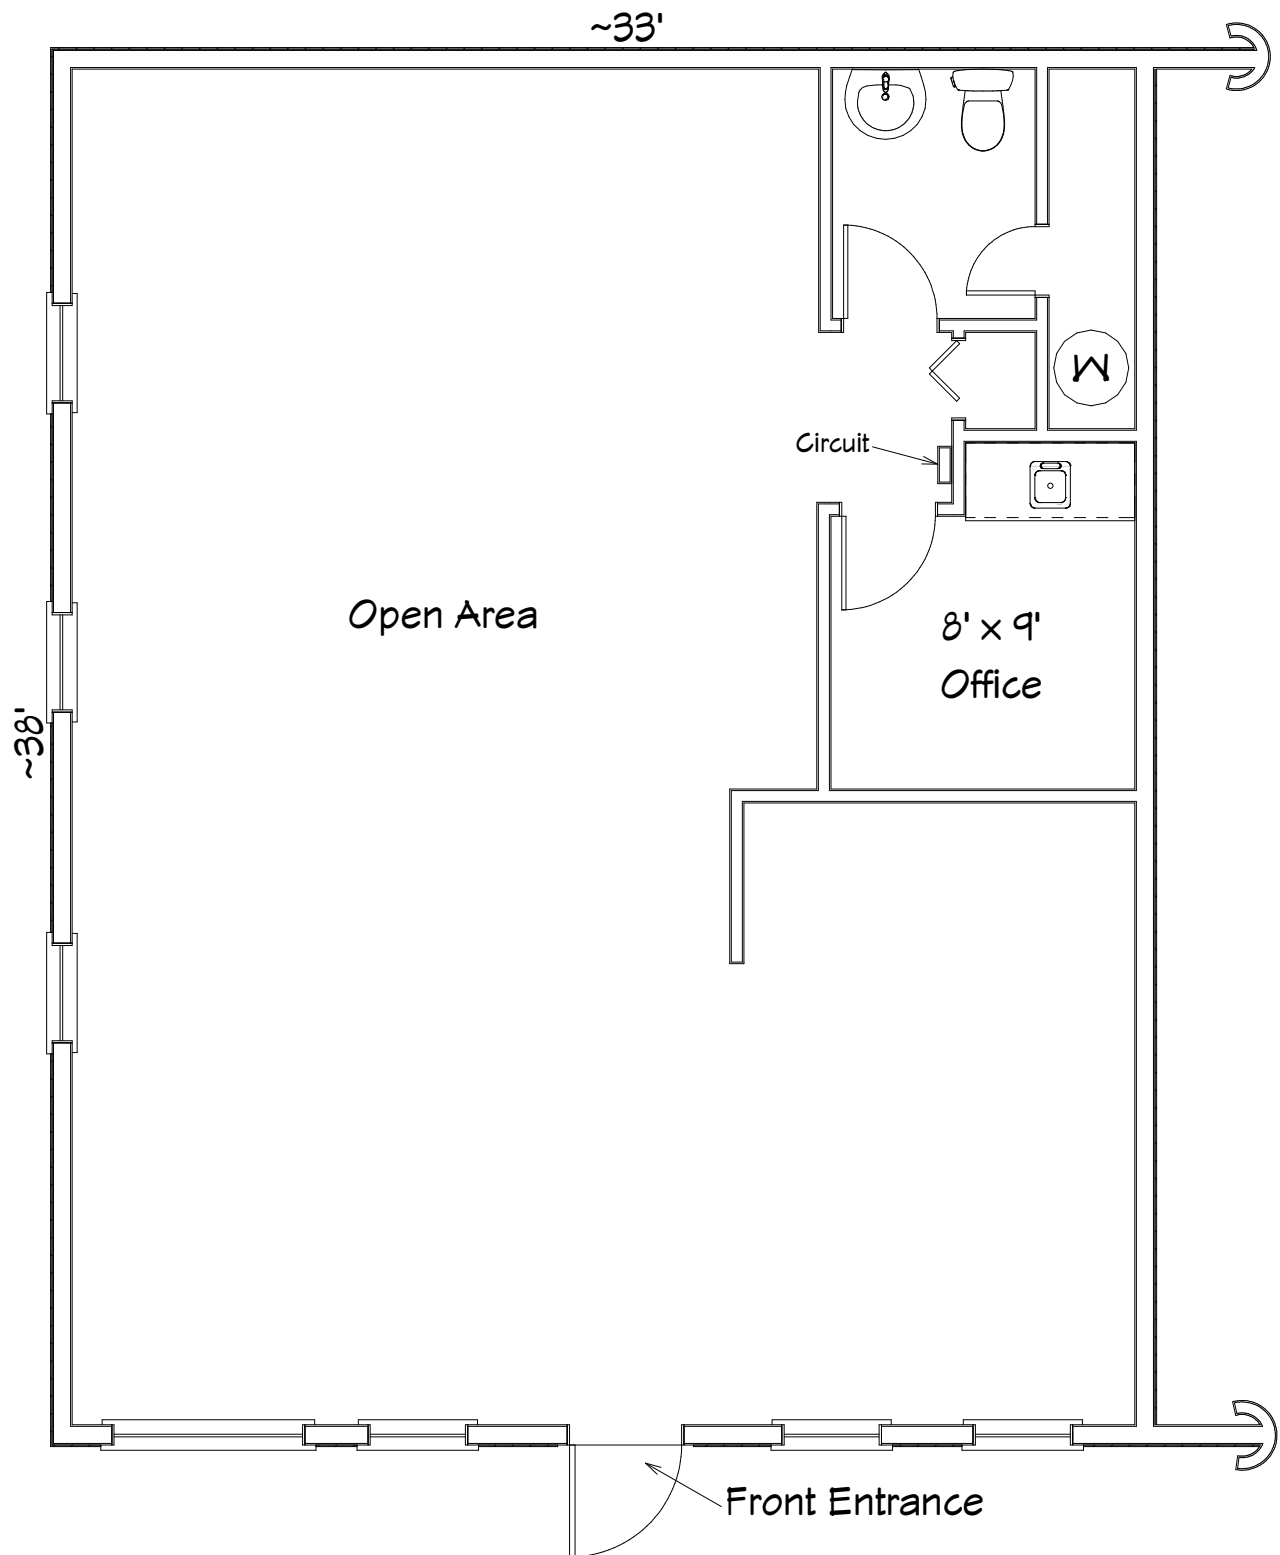 ~33'
Circuit
Open Area
8' x 9'
Office
~38'
Front Entrance
W